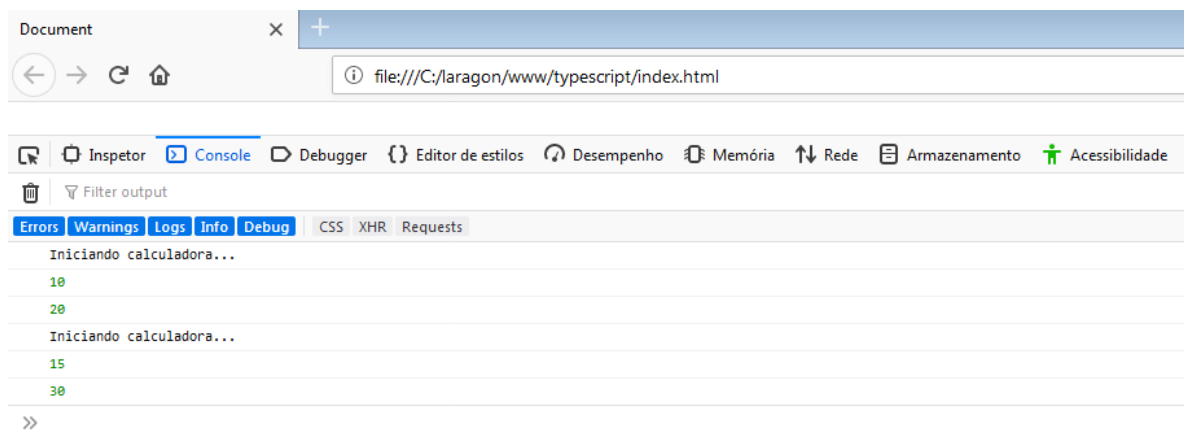 Document
file:///C:/laragon/www/typescript/index.html
Inspetor Console Debugger {} Editor de estilos Desempenho Memória Rede Armazenamento Acessibilidade
Filter output
Errors Warnings Logs Info Debug CSS XHR Requests
Iniciando calculadora...
10
20
Iniciando calculadora...
15
30